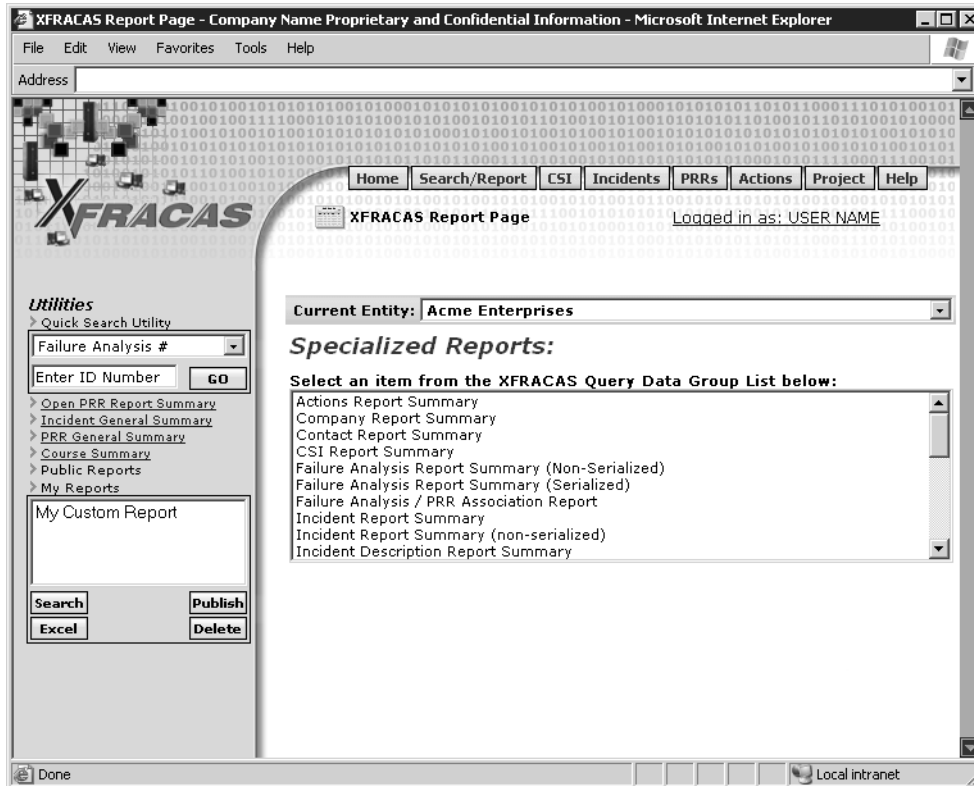 XFRACAS Report Page - Company Name Proprietary and Confidential Information - Microsoft Internet Explorer
File Edit View Favorites Tools Help
Address
Home Search/Report CSI Incidents PRRs Actions Project Help
XFRACAS
XFRACAS Report Page
Logged in as: USER NAME
Utilities
Quick Search Utility
Failure Analysis #
Enter ID Number GO
Open PRR Report Summary
Incident General Summary
PRR General Summary
Course Summary
Public Reports
My Reports
My Custom Report
Search Publish
Excel Delete
Current Entity: Acme Enterprises
Specialized Reports:
Select an item from the XFRACAS Query Data Group List below:
Actions Report Summary
Company Report Summary
Contact Report Summary
CSI Report Summary
Failure Analysis Report Summary (Non-Serialized)
Failure Analysis Report Summary (Serialized)
Failure Analysis / PRR Association Report
Incident Report Summary
Incident Report Summary (non-serialized)
Incident Description Report Summary
Done
Local intranet